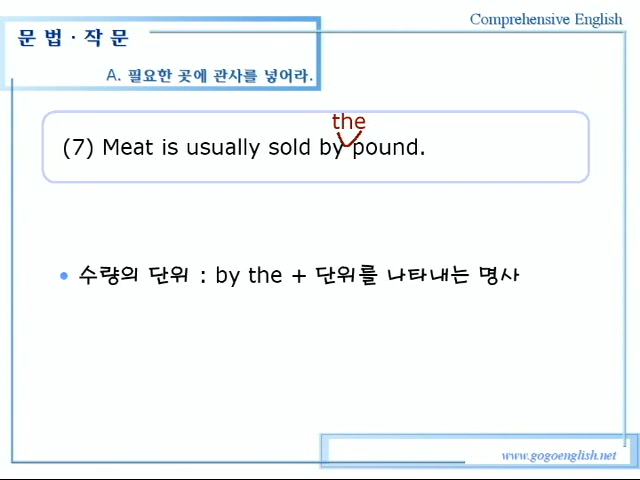 Comprehensive English
문 법 · 작 문
A. 필요한 곳에 관사를 넣어라.
the
(7) Meat is usually sold by pound.
• 수량의 단위 : by the + 단위를 나타내는 명사
www.gogoenglish.net